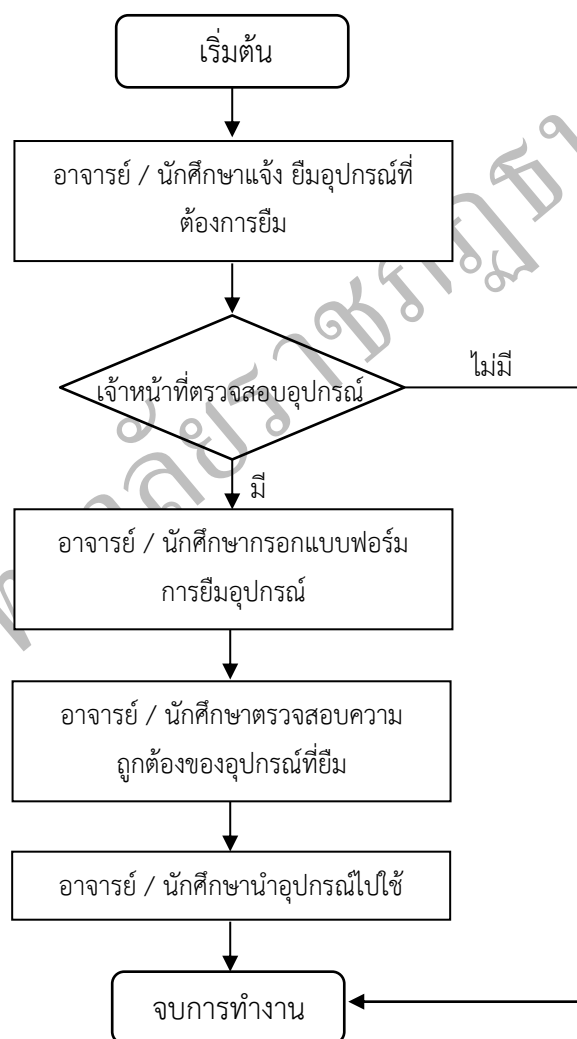 เริ่มต้น
อาจารย์ / นักศึกษาแจ้ง ยืมอุปกรณ์ที่
ต้องการยืม
เจ้าหน้าที่ตรวจสอบอุปกรณ์
ไม่มี
มี
อาจารย์ / นักศึกษากรอกแบบฟอร์ม
การยืมอุปกรณ์
อาจารย์ / นักศึกษาตรวจสอบความ
ถูกต้องของอุปกรณ์ที่ยืม
อาจารย์ / นักศึกษานำอุปกรณ์ไปใช้
จบการทำงาน